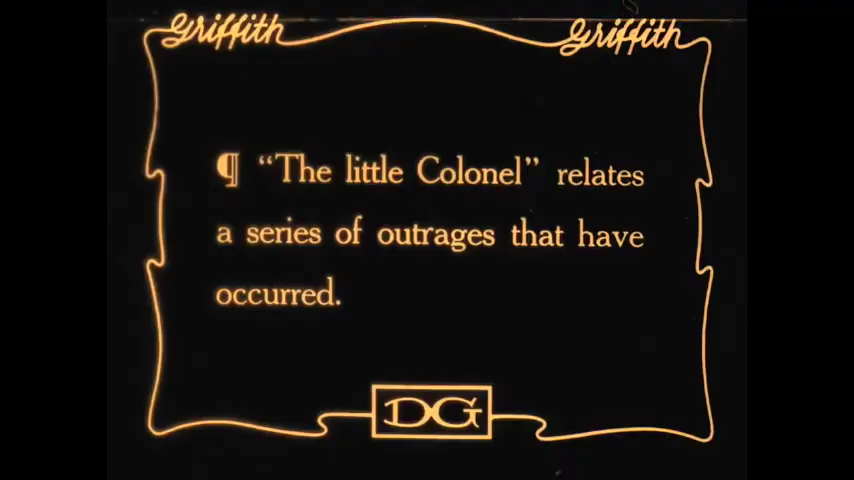 Griffith Griffith
¶ “The little Colonel” relates
a series of outrages that have
occurred.
DG